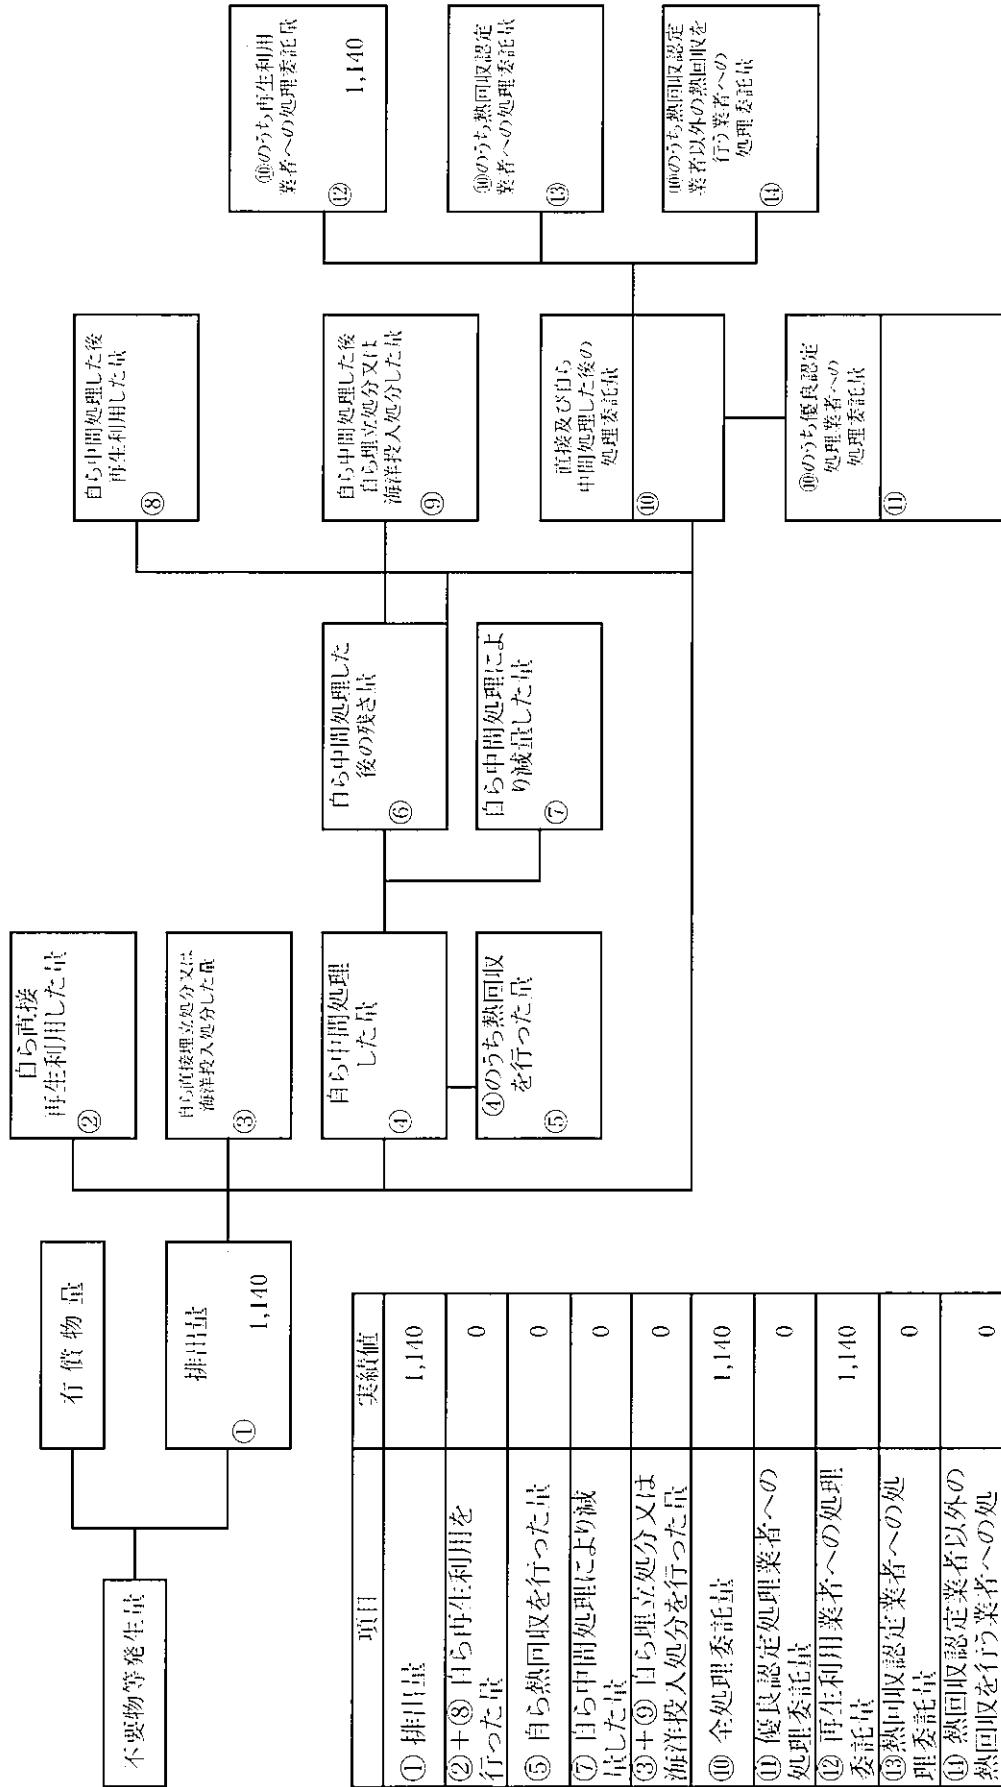 不要物等発生量
有償物量
排出量
①
1,140
自ら直接
再生利用した量
②
自ら直接埋立処分又は
海洋投入処分した量
③
自ら中間処理
した量
④
④のうち熱回収
を行った量
⑤
自ら中間処理した
後の残さ量
⑥
自ら中間処理によ
り減量した量
⑦
自ら中間処理した後
再生利用した量
⑧
自ら中間処理した後
自ら埋立処分又は
海洋投入処分した量
⑨
直接及び自ら
中間処理した後の
処理委託量
⑩
⑩のうち優良認定
処理業者への
処理委託量
⑪
⑩のうち再生利用
業者への処理委託量
⑫
1,140
⑩のうち熱回収認定
業者への処理委託量
⑬
⑩のうち熱回収認定
業者以外の熱回収を
行う業者への
処理委託量
⑭
項目 実績値
① 排出量 1,140
②+⑧ 自ら再生利用を
行った量 0
⑤ 自ら熱回収を行った量 0
⑦ 自ら中間処理により減
量した量 0
③+⑨ 自ら埋立処分又は
海洋投入処分を行った量 0
⑩ 全処理委託量 1,140
⑪ 優良認定処理業者への
処理委託量 0
⑫ 再生利用業者への処理
委託量 1,140
⑬ 熱回収認定業者への処
理委託量 0
⑭ 熱回収認定業者以外の
熱回収を行う業者への処 0